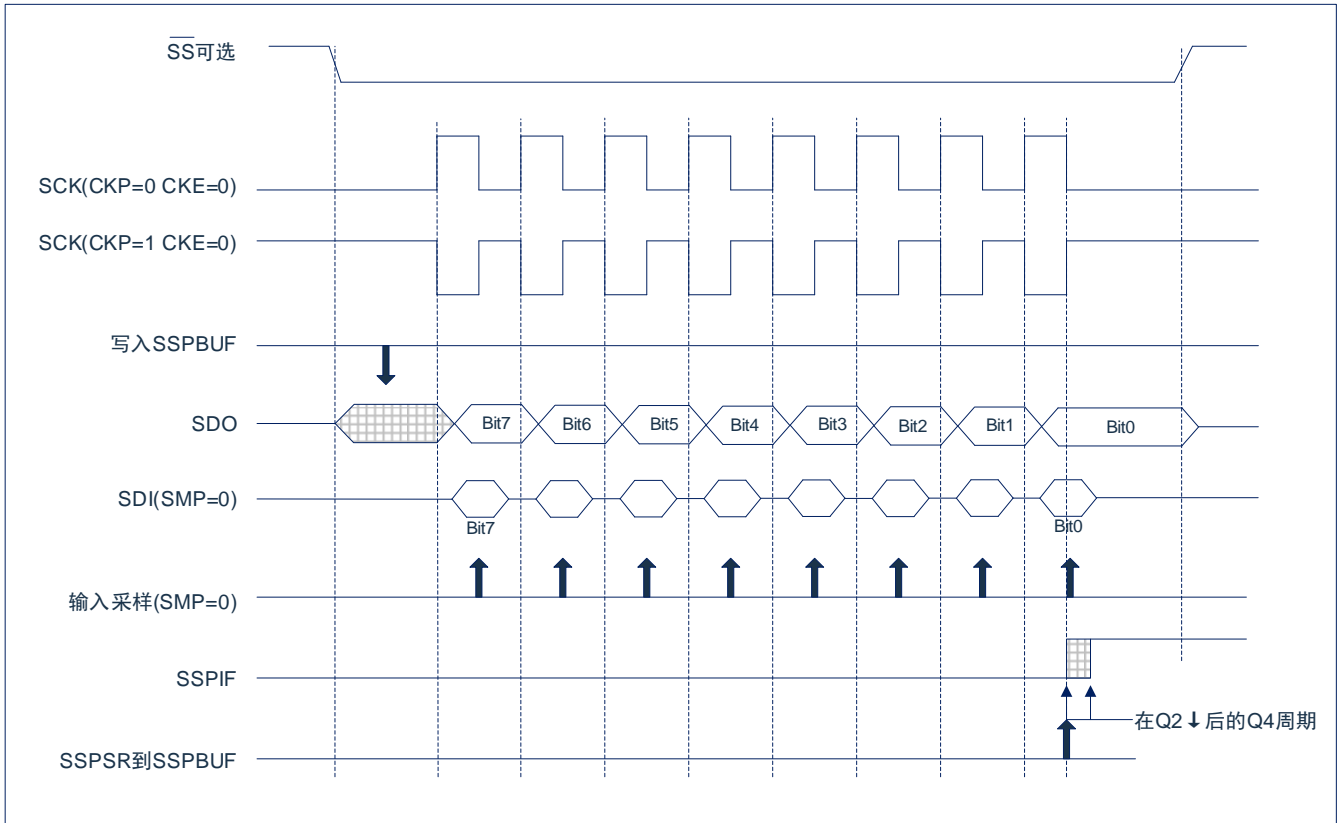 SS可选
SCK(CKP=0 CKE=0)
SCK(CKP=1 CKE=0)
写入SSPBUF
SDO
Bit7 Bit6 Bit5 Bit4 Bit3 Bit2 Bit1 Bit0
SDI(SMP=0)
Bit7 Bit0
输入采样(SMP=0)
SSPIF
在Q2↓后的Q4周期
SSPSR到SSPBUF